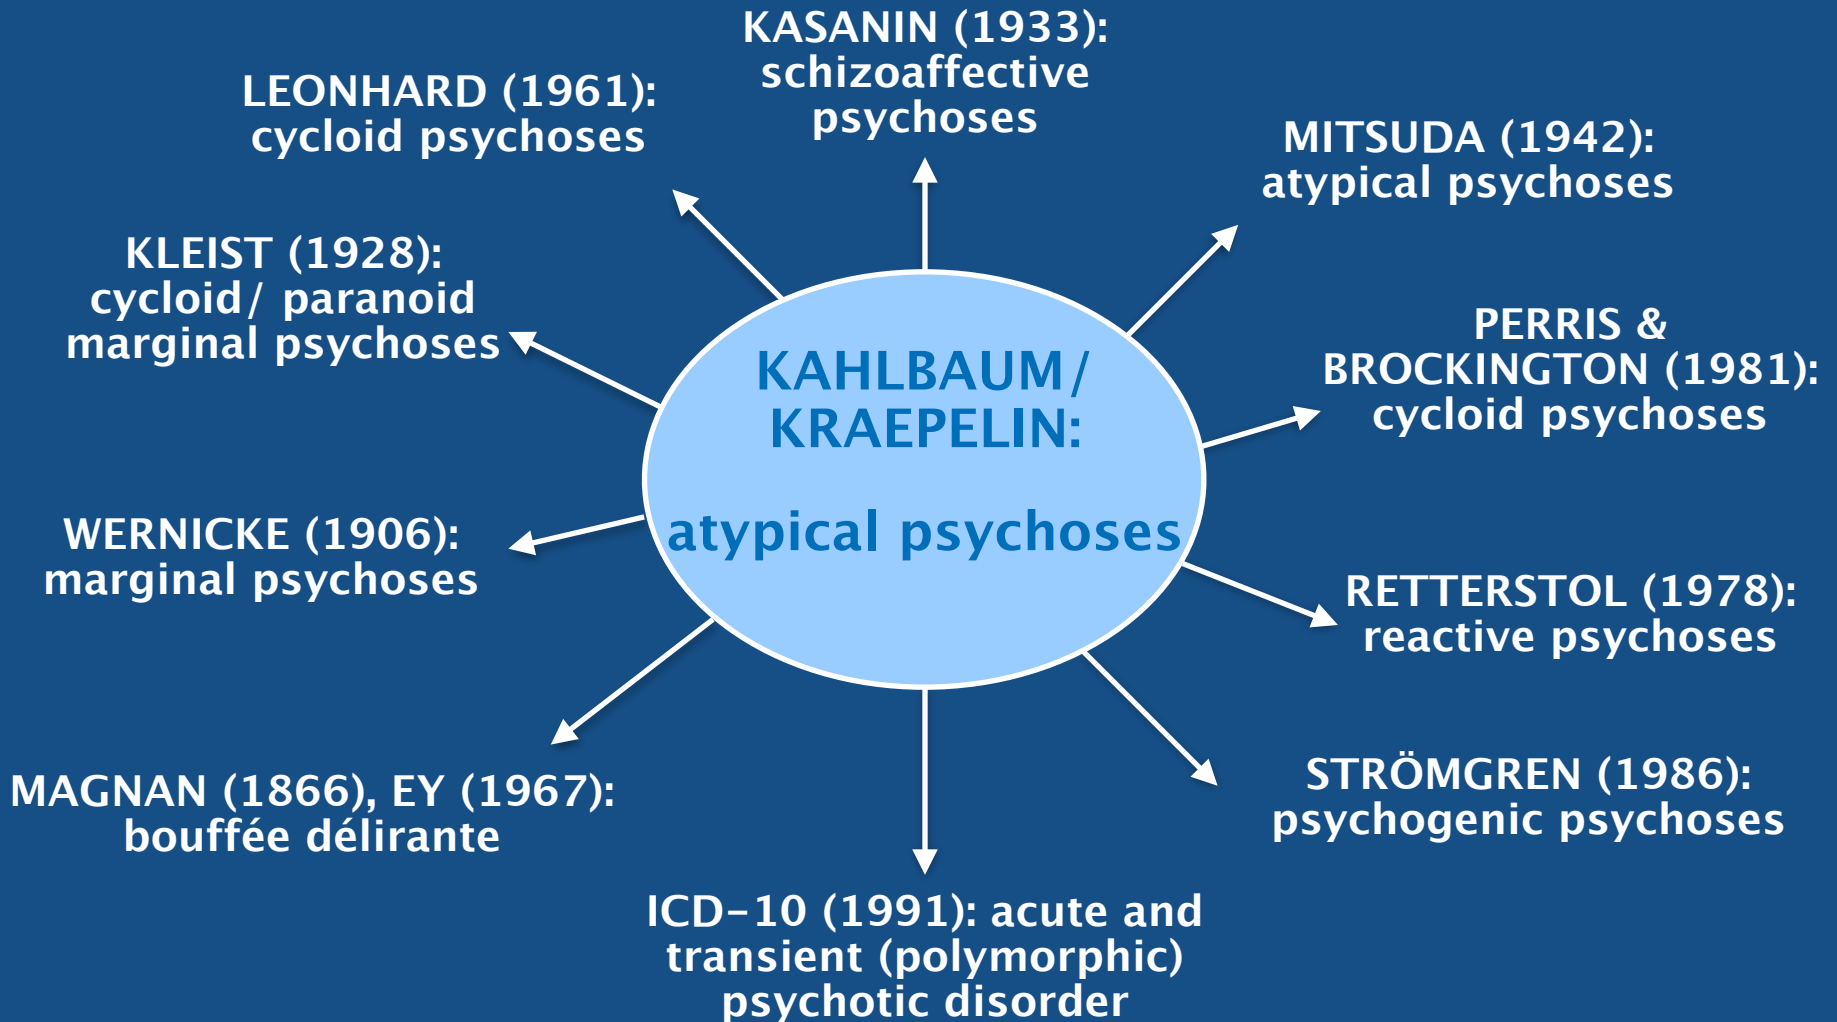 KASANIN (1933):
schizoaffective
psychoses
LEONHARD (1961):
cycloid psychoses
MITSUDA (1942):
atypical psychoses
KLEIST (1928):
cycloid/ paranoid
marginal psychoses
PERRIS &
BROCKINGTON (1981):
cycloid psychoses
KAHLBAUM/
KRAEPELIN:
atypical psychoses
WERNICKE (1906):
marginal psychoses
RETTERSTOL (1978):
reactive psychoses
MAGNAN (1866), EY (1967):
bouffée délirante
STRÖMGREN (1986):
psychogenic psychoses
ICD-10 (1991): acute and
transient (polymorphic)
psychotic disorder